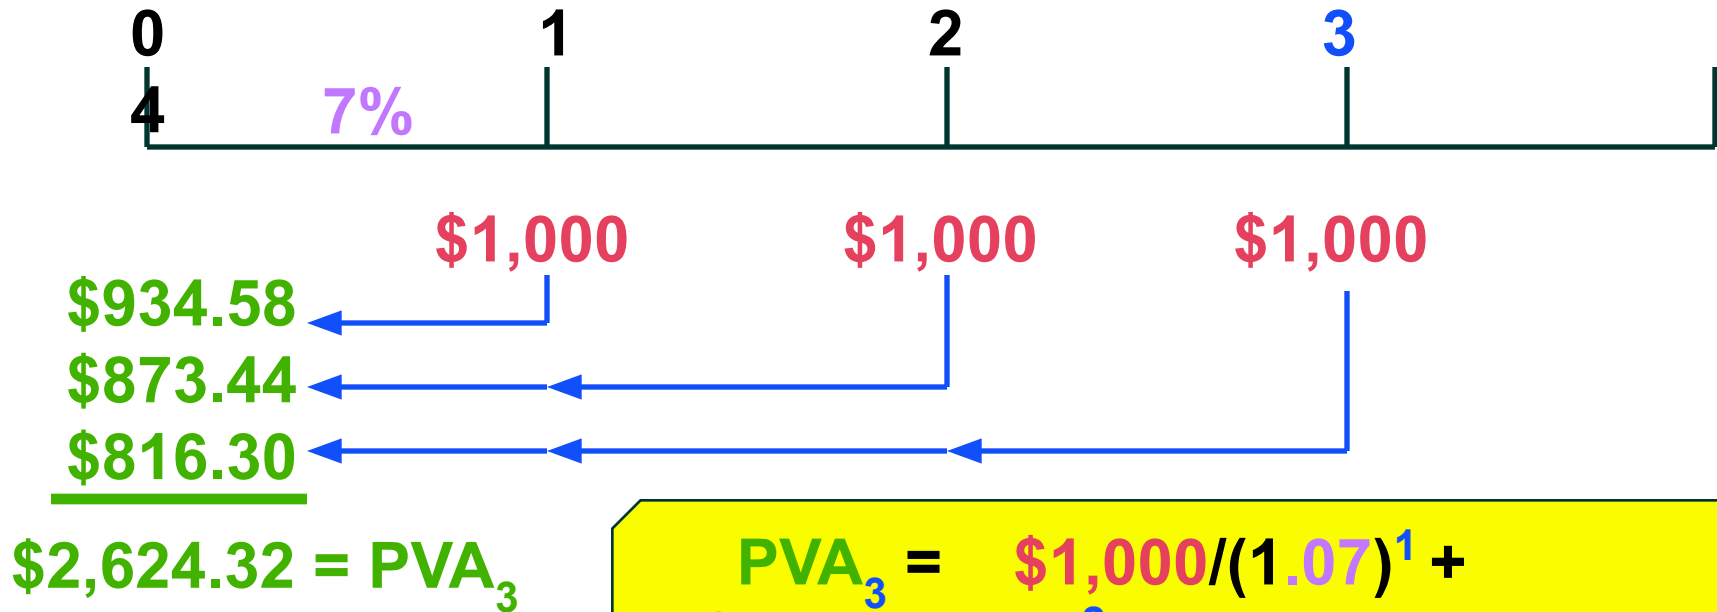 0 1 2 3
4 7%
$1,000 $1,000 $1,000
$934.58
$873.44
$816.30
$2,624.32 = PVA₃
PVA₃ = $1,000/(1.07)¹ +